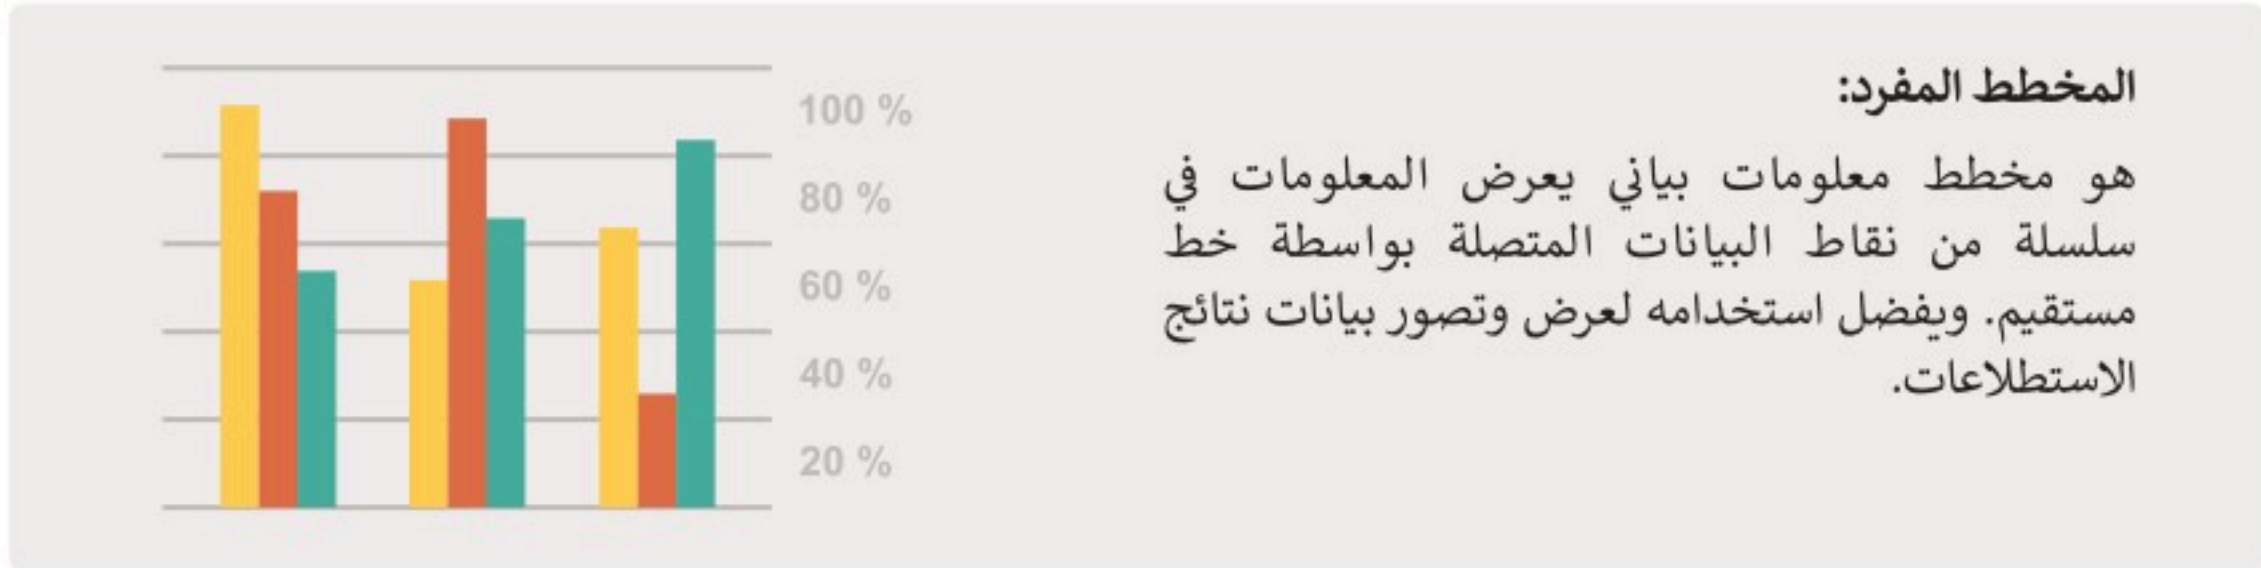 المخطط المفرد:
هو مخطط معلومات بياني يعرض المعلومات في
سلسلة من نقاط البيانات المتصلة بواسطة خط
مستقيم. ويفضل استخدامه لعرض وتصور بيانات نتائج
الاستطلاعات.
100 %
80 %
60 %
40 %
20 %